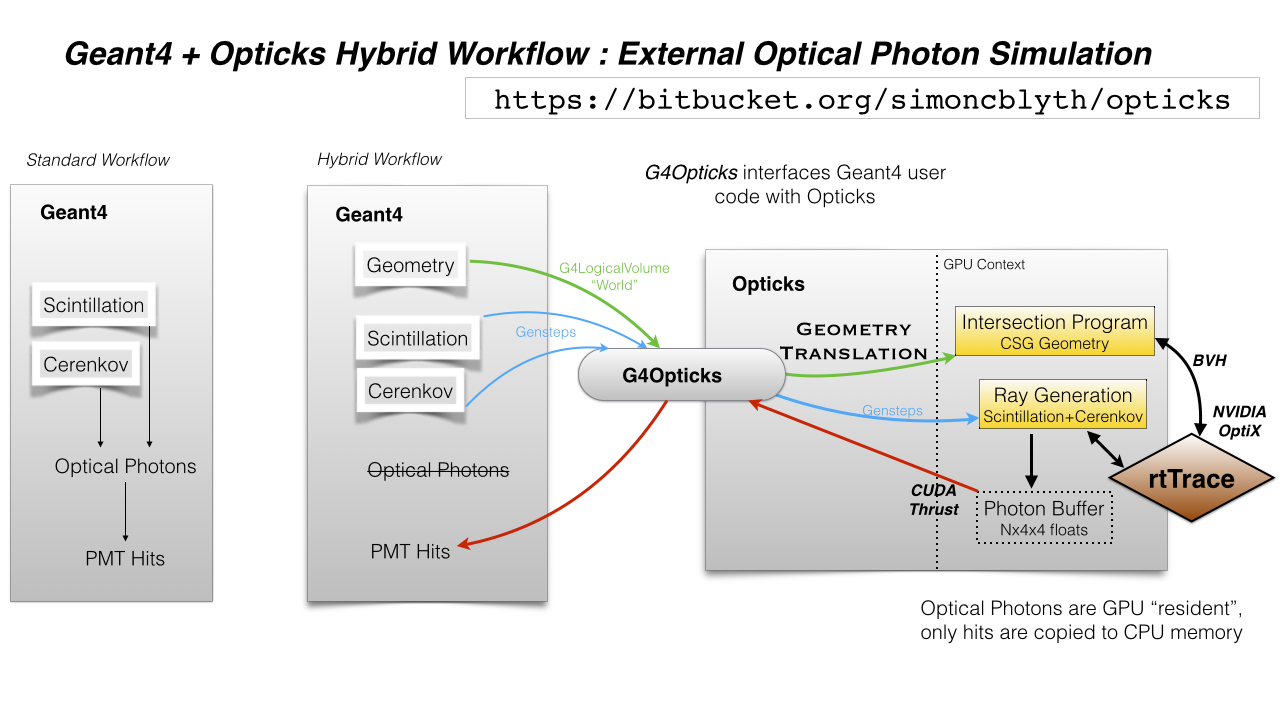 Geant4 + Opticks Hybrid Workflow : External Optical Photon Simulation
https://bitbucket.org/simoncblyth/opticks
Standard Workflow
Geant4
Scintillation
Cerenkov
Optical Photons
PMT Hits
Hybrid Workflow
Geant4
Geometry
Scintillation
Cerenkov
Optical Photons
PMT Hits
G4LogicalVolume
“World”
Gensteps
G4Opticks interfaces Geant4 user
code with Opticks
G4Opticks
Opticks
GPU Context
Geometry
Translation
Gensteps
Intersection Program
CSG Geometry
Ray Generation
Scintillation+Cerenkov
CUDA
Thrust
Photon Buffer
Nx4x4 floats
BVH
NVIDIA
OptiX
rtTrace
Optical Photons are GPU “resident”,
only hits are copied to CPU memory